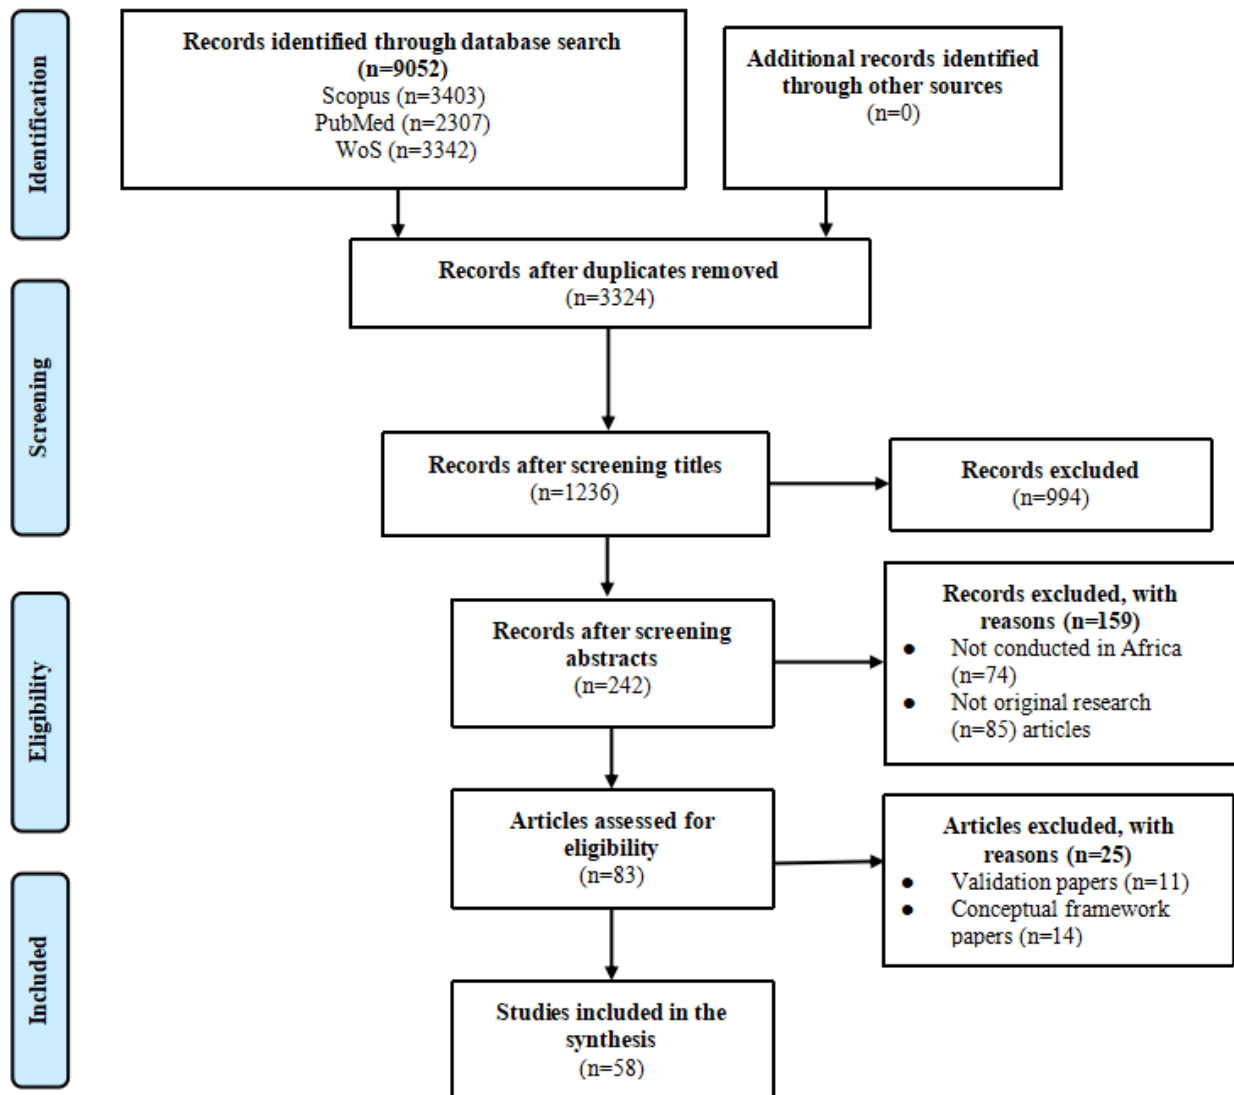 Identification
Records identified through database search
(n=9052)
Scopus (n=3403)
PubMed (n=2307)
WoS (n=3342)
Additional records identified
through other sources
(n=0)
Records after duplicates removed
(n=3324)
Screening
Records after screening titles
(n=1236)
Records excluded
(n=994)
Eligibility
Records after screening
abstracts
(n=242)
Records excluded, with
reasons (n=159)
● Not conducted in Africa
(n=74)
● Not original research
(n=85) articles
Articles assessed for
eligibility
(n=83)
Articles excluded, with
reasons (n=25)
● Validation papers (n=11)
● Conceptual framework
papers (n=14)
Included
Studies included in the
synthesis
(n=58)